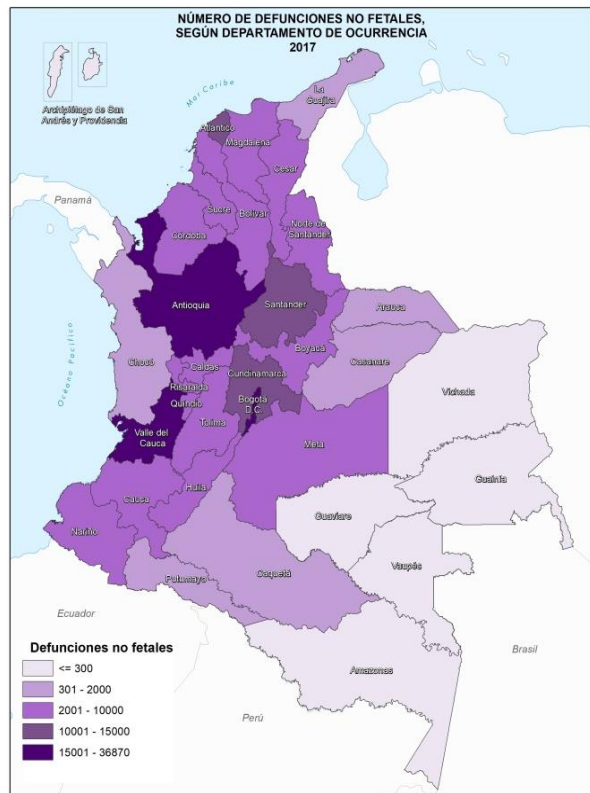 NÚMERO DE DEFUNCIONES NO FETALES,
SEGÚN DEPARTAMENTO DE OCURRENCIA
2017
Archipiélago de San
Andrés y Providencia
Mar Caribe
La
Guajira
Atlántico
Magdalena
Cesar
Panamá
Sucre
Bolívar
Córdoba
Norte de
Santander
Antioquia
Santander
Arauca
Océano Pacífico
Chocó
Boyacá
Casanare
Caldas
Cundinamarca
Risaralda
Vichada
Quindío
Bogotá
D.C
Valle del
Cauca
Tolima
Meta
Guainía
Cauca
Huila
Guaviare
Nariño
Vaupés
Caquetá
Putumayo
Ecuador
Defunciones no fetales
<= 300
301 - 2000
2001 - 10000
10001 - 15000
15001 - 36870
Amazonas
Brasil
Perú